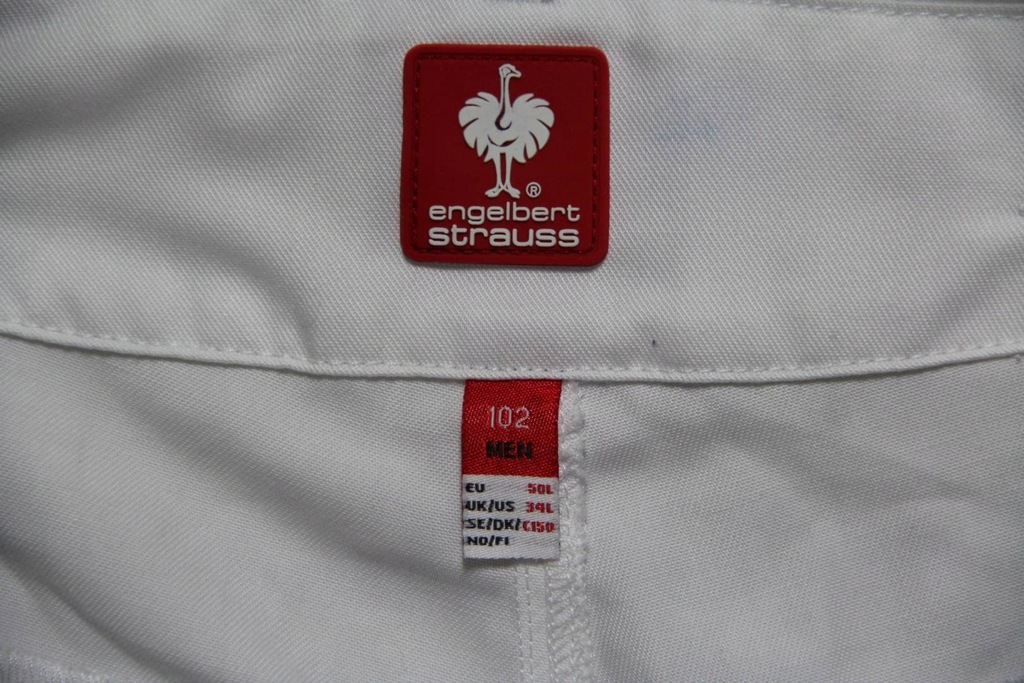 ®
engelbert
strauss
102
MEN
EU 50L
UK/US 34L
SE/DK/ C150
NO/FI